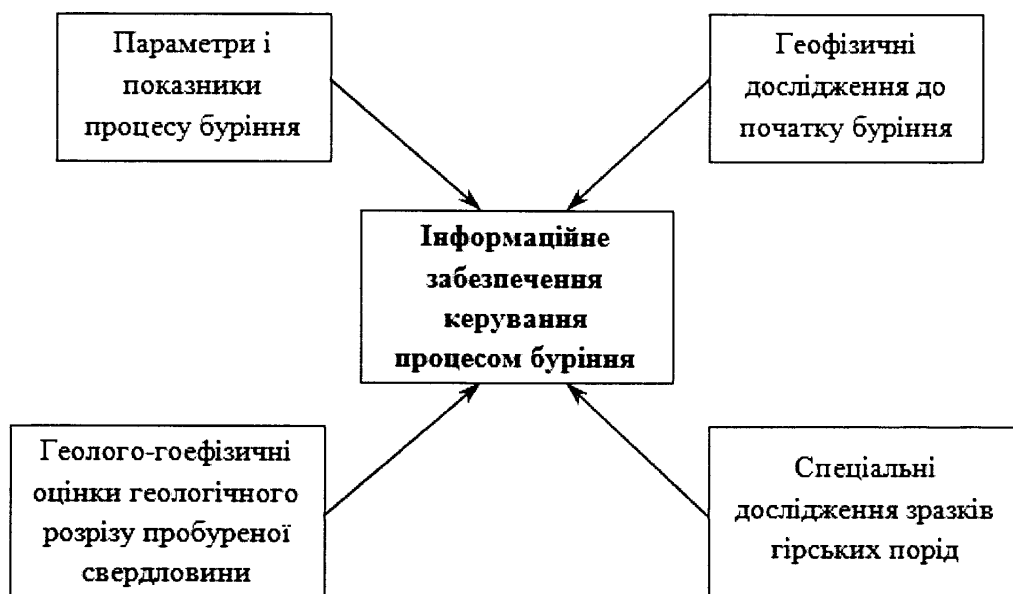 Параметри і
показники
процесу буріння
Геофізичні
дослідження до
початку буріння
Інформаційне
забезпечення
керування
процесом буріння
Геолого-гоефізичні
оцінки геологічного
розрізу пробуреної
свердловини
Спеціальні
дослідження зразків
гірських порід